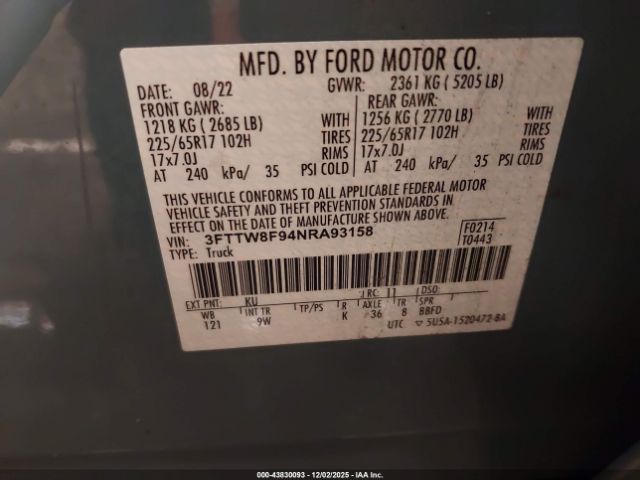 MFD. BY FORD MOTOR CO.
DATE: 08/22 GVWR: 2361 KG ( 5205 LB)
FRONT GAWR: REAR GAWR:
1218 KG ( 2685 LB) 1256 KG ( 2770 LB)
225/65R17 102H TIRES 225/65R17 102H TIRES
17x7.0J RIMS 17x7.0J RIMS
AT 240 kPa/ 35 PSI COLD AT 240 kPa/ 35 PSI COLD
THIS VEHICLE CONFORMS TO ALL APPLICABLE FEDERAL MOTOR
VEHICLE SAFETY AND THEFT PREVENTION STANDARDS IN
EFFECT ON THE DATE OF MANUFACTURE SHOWN ABOVE.
VIN: 3FTTW8F94NRA93158 F0214
TYPE: Truck T0443
EXT PNT: KU RC: 11 DSO:
WB INT TR TP/PS R AXLE TR SPR
121 9W K 36 8 BBFD
UTC ▽ 5USA-1520472-BA
000-43830093 - 12/02/2025 - IAA Inc.